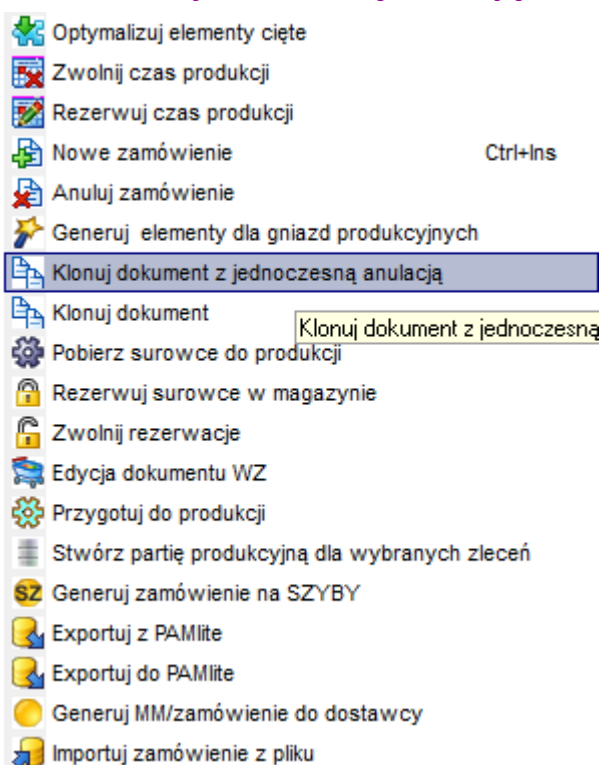 Optymalizuj elementy cięte
Zwolnij czas produkcji
Rezerwuj czas produkcji
Nowe zamówienie Ctrl+Ins
Anuluj zamówienie
Generuj elementy dla gniazd produkcyjnych
Klonuj dokument z jednoczesną anulacją
Klonuj dokument
Klonuj dokument z jednoczesną
Pobierz surowce do produkcji
Rezerwuj surowce w magazynie
Zwolnij rezerwacje
Edycja dokumentu WZ
Przygotuj do produkcji
Stwórz partię produkcyjną dla wybranych zleceń
SZ Generuj zamówienie na SZYBY
Exportuj z PAMlite
Exportuj do PAMlite
Generuj MM/zamówienie do dostawcy
Importuj zamówienie z pliku